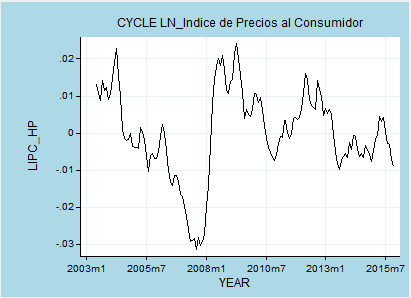 CYCLE LN_Indice de Precios al Consumidor
.02
.01
0
-.01
-.02
-.03
LIPC_HP
2003m1 2005m7 2008m1 2010m7 2013m1 2015m7
YEAR